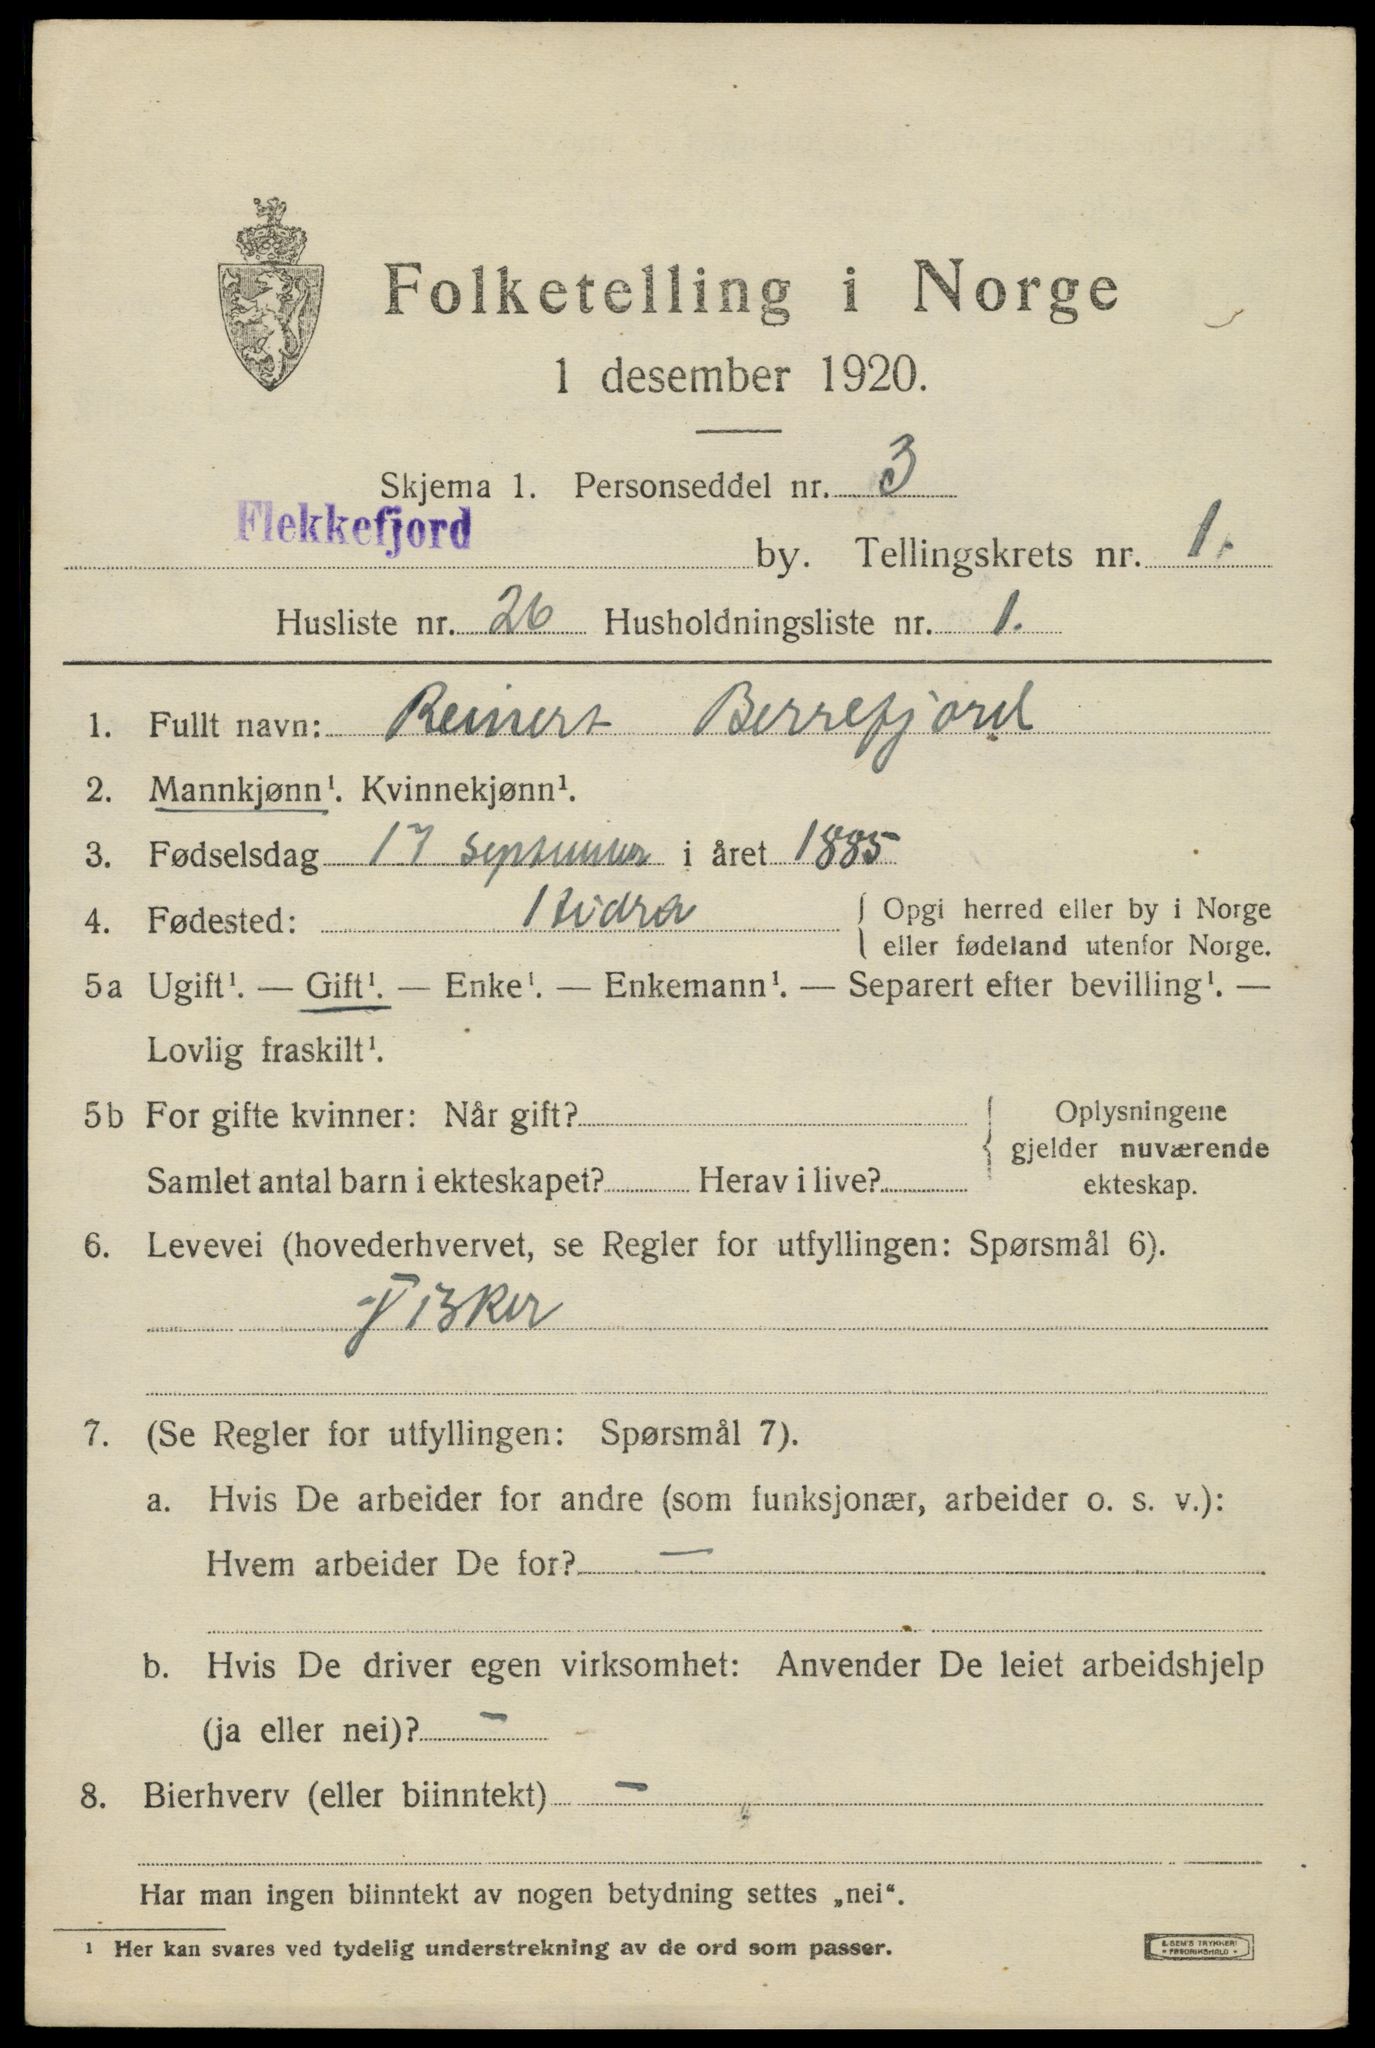 Folketelling i Norge
1 desember 1920.
Skjema 1. Personseddel nr. 3
Flekkefjord by. Tellingskrets nr. 1.
Husliste nr. 26 Husholdningsliste nr. 1.
1. Fullt navn: Reinert Berrefjord
2. Mannkjønn¹. Kvinnekjønn¹.
3. Fødselsdag 17 september i året 1885
4. Fødested: Hidra { Opgi herred eller by i Norge
eller fødeland utenfor Norge.
5a Ugift¹. — Gift¹. — Enke¹. — Enkemann¹. — Separert efter bevilling¹. —
Lovlig fraskilt¹.
5b For gifte kvinner: Når gift? { Oplysningene
gjelder nuværende
Samlet antal barn i ekteskapet? Herav i live? ekteskap.
6. Levevei (hovederhvervet, se Regler for utfyllingen: Spørsmål 6).
Fisker
7. (Se Regler for utfyllingen: Spørsmål 7).
a. Hvis De arbeider for andre (som funksjonær, arbeider o. s. v.):
Hvem arbeider De for? —
b. Hvis De driver egen virksomhet: Anvender De leiet arbeidshjelp
(ja eller nei)? —
8. Bierhverv (eller biinntekt) —
Har man ingen biinntekt av nogen betydning settes „nei“.
¹ Her kan svares ved tydelig understrekning av de ord som passer.
E. SEM'S TRYKKERI
• FREDRIKSHALD •